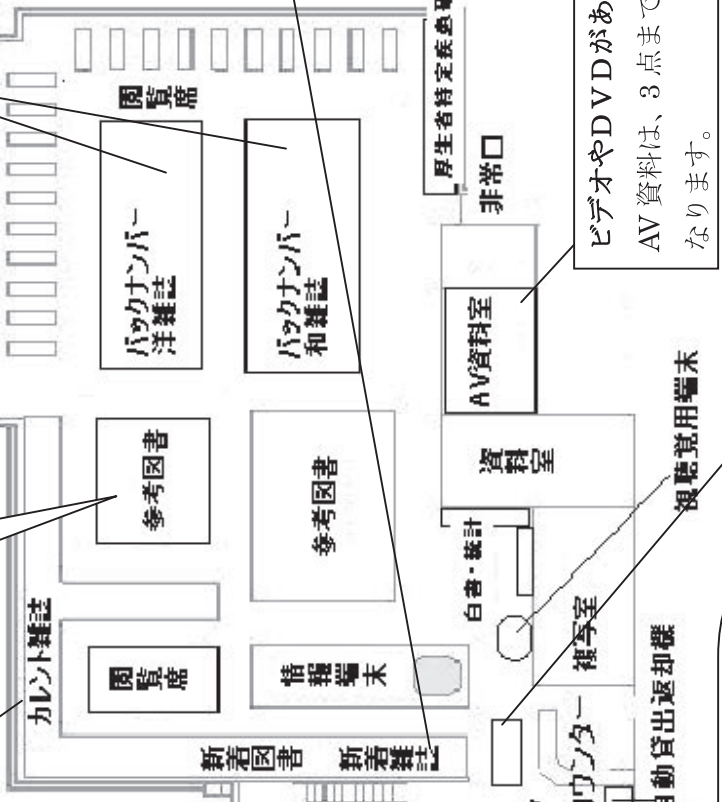 カレント雑誌
閲覧席
参考図書
バックナンバー
洋雑誌
閲覧席
情報端末
参考図書
バックナンバー
和雑誌
新着図書
新着雑誌
白書・統計
資料室
AV資料室
非常口
厚生省特定疾患
複写室
視聴覚用端末
ウンター
動貸出返却機
ビデオやDVDがあ
AV 資料は、3 点まで
なります。